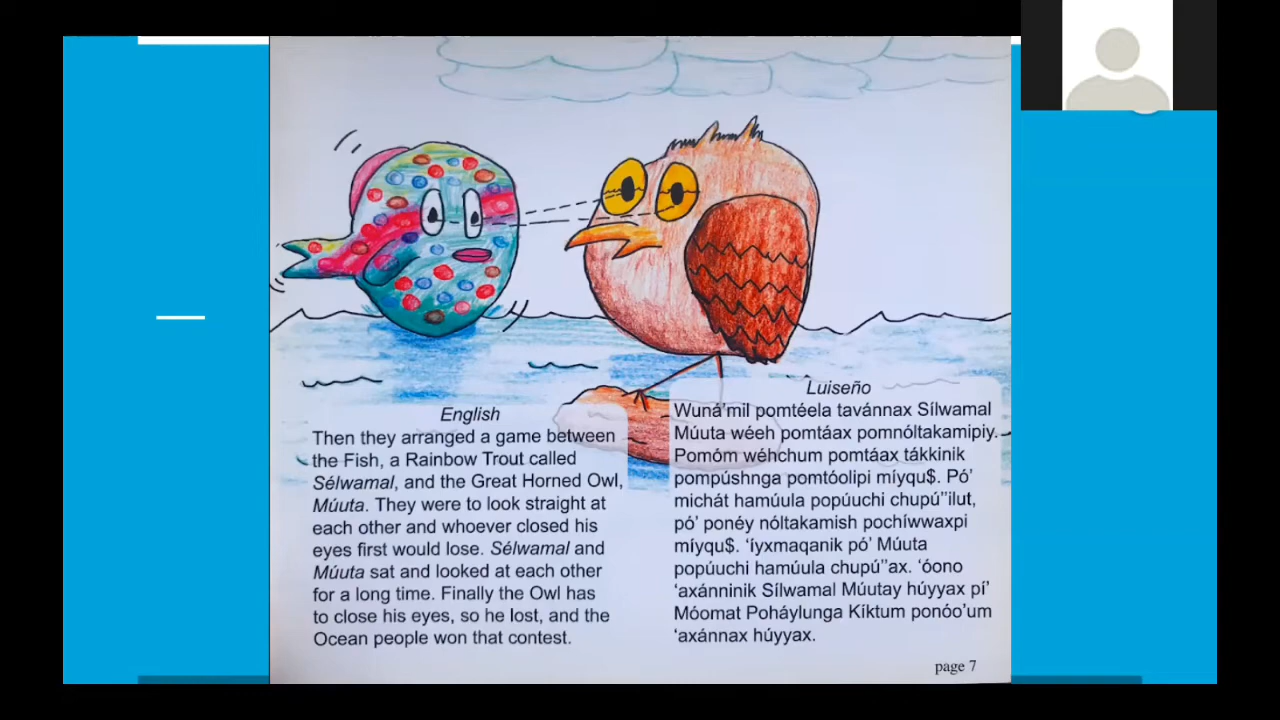 English
Then they arranged a game between
the Fish, a Rainbow Trout called
Sélwamal, and the Great Horned Owl,
Múuta. They were to look straight at
each other and whoever closed his
eyes first would lose. Sélwamal and
Múuta sat and looked at each other
for a long time. Finally the Owl has
to close his eyes, so he lost, and the
Ocean people won that contest.
Luiseño
Wuná’mil pomtéela tavánnax Sílwamal
Múuta wéeh pomtáax pomnóltakamipiy.
Pomóm wéhchum pomtáax tákkinik
pompúushnga pomtóolipi míyqu$. Pó’
michát hamúula popúuchi chupú’’ilut,
pó’ ponéy nóltakamish pochíwwaxpi
míyqu$. ‘íyxmaqanik pó’ Múuta
popúuchi hamúula chupú’’ax. ‘óono
‘axánninik Sílwamal Múutay húyyax pí’
Móomat Poháylunga Kíktum ponóo’um
‘axánnax húyyax.
page 7